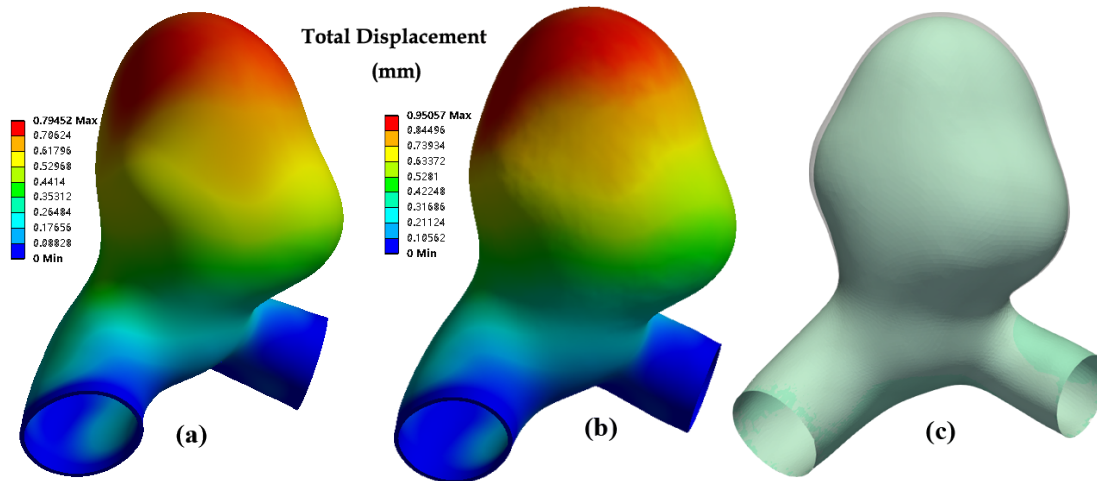 Total Displacement
(mm)
0.79452 Max
0.70624
0.61796
0.52968
0.4414
0.35312
0.26484
0.17656
0.08828
0 Min
0.95057 Max
0.84496
0.73934
0.63372
0.5281
0.42248
0.31686
0.21124
0.10562
0 Min
(a)
(b)
(c)